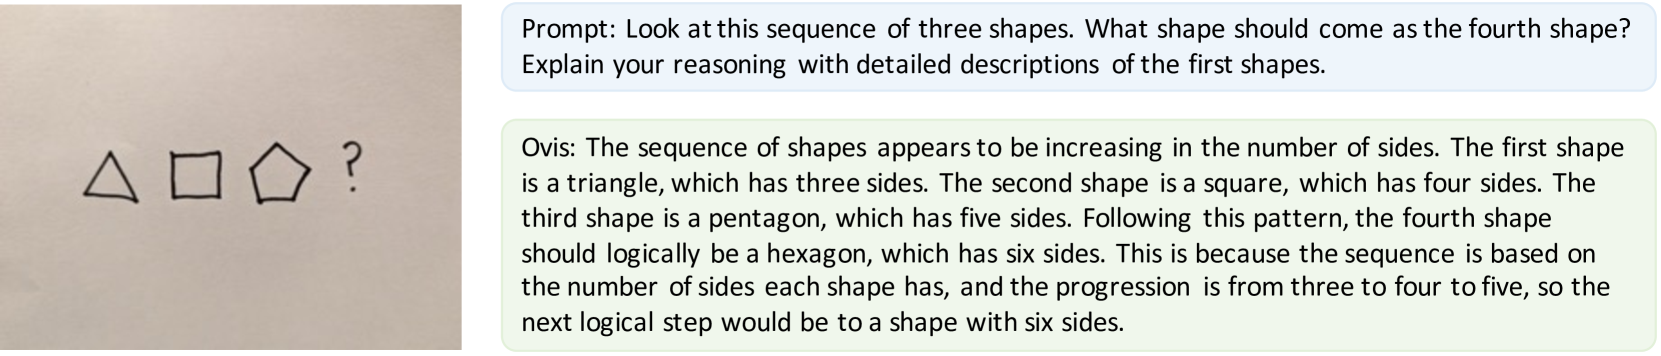 ?
Prompt: Look at this sequence of three shapes. What shape should come as the fourth shape?
Explain your reasoning with detailed descriptions of the first shapes.
Ovis: The sequence of shapes appears to be increasing in the number of sides. The first shape
is a triangle, which has three sides. The second shape is a square, which has four sides. The
third shape is a pentagon, which has five sides. Following this pattern, the fourth shape
should logically be a hexagon, which has six sides. This is because the sequence is based on
the number of sides each shape has, and the progression is from three to four to five, so the
next logical step would be to a shape with six sides.